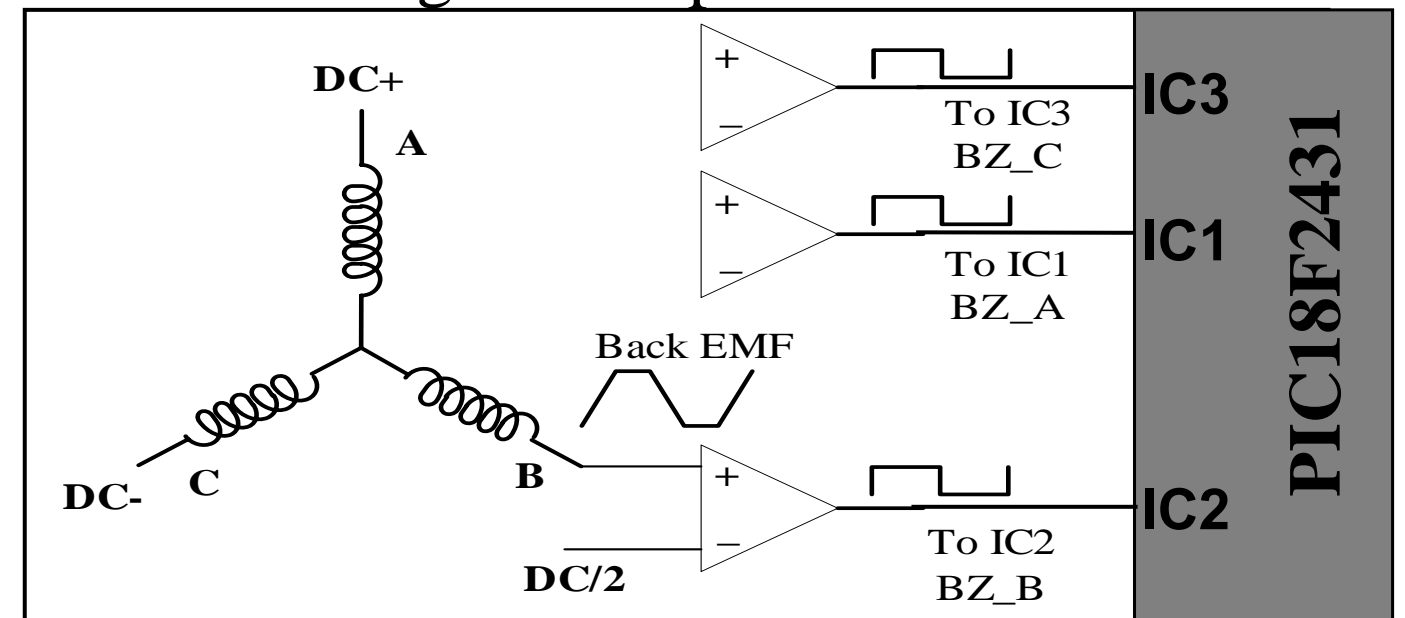 DC+
A
+
−
To IC3
BZ_C
IC3
+
−
To IC1
BZ_A
IC1
PIC18F2431
Back EMF
B
C
DC-
+
−
DC/2
To IC2
BZ_B
IC2